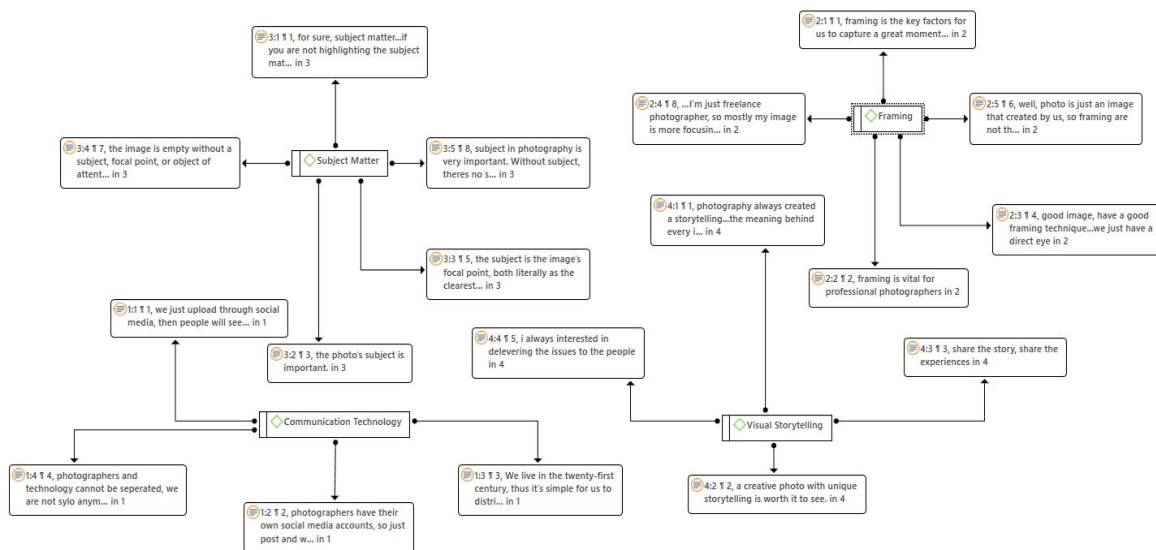 3:1 ¶ 1, for sure, subject matter...if
you are not highlighting the subject
mat... in 3
3:4 ¶ 7, the image is empty without a
subject, focal point, or object of
attent... in 3
Subject Matter
3:5 ¶ 8, subject in photography is
very important. Without subject,
theres no s... in 3
3:3 ¶ 5, the subject is the image's
focal point, both literally as the
clearest... in 3
3:2 ¶ 3, the photo's subject is
important. in 3
2:1 ¶ 1, framing is the key factors for
us to capture a great moment... in 2
2:4 ¶ 8, ...I'm just freelance
photographer, so mostly my image
is more focusin... in 2
Framing
2:5 ¶ 6, well, photo is just an image
that created by us, so framing are
not th... in 2
2:3 ¶ 4, good image, have a good
framing technique...we just have a
direct eye in 2
2:2 ¶ 2, framing is vital for
professional photographers in 2
1:1 ¶ 1, we just upload through social
media, then people will see... in 1
Communication Technology
1:4 ¶ 4, photographers and
technology cannot be seperated, we
are not sylo anym... in 1
1:2 ¶ 2, photographers have their
own social media accounts, so just
post and w... in 1
1:3 ¶ 3, We live in the twenty-first
century, thus it's simple for us to
distri... in 1
4:1 ¶ 1, photography always created
a storytelling...the meaning behind
every i... in 4
4:4 ¶ 5, i always interested in
delevering the issues to the people
in 4
4:3 ¶ 3, share the story, share the
experiences in 4
Visual Storytelling
4:2 ¶ 2, a creative photo with unique
storytelling is worth it to see. in 4